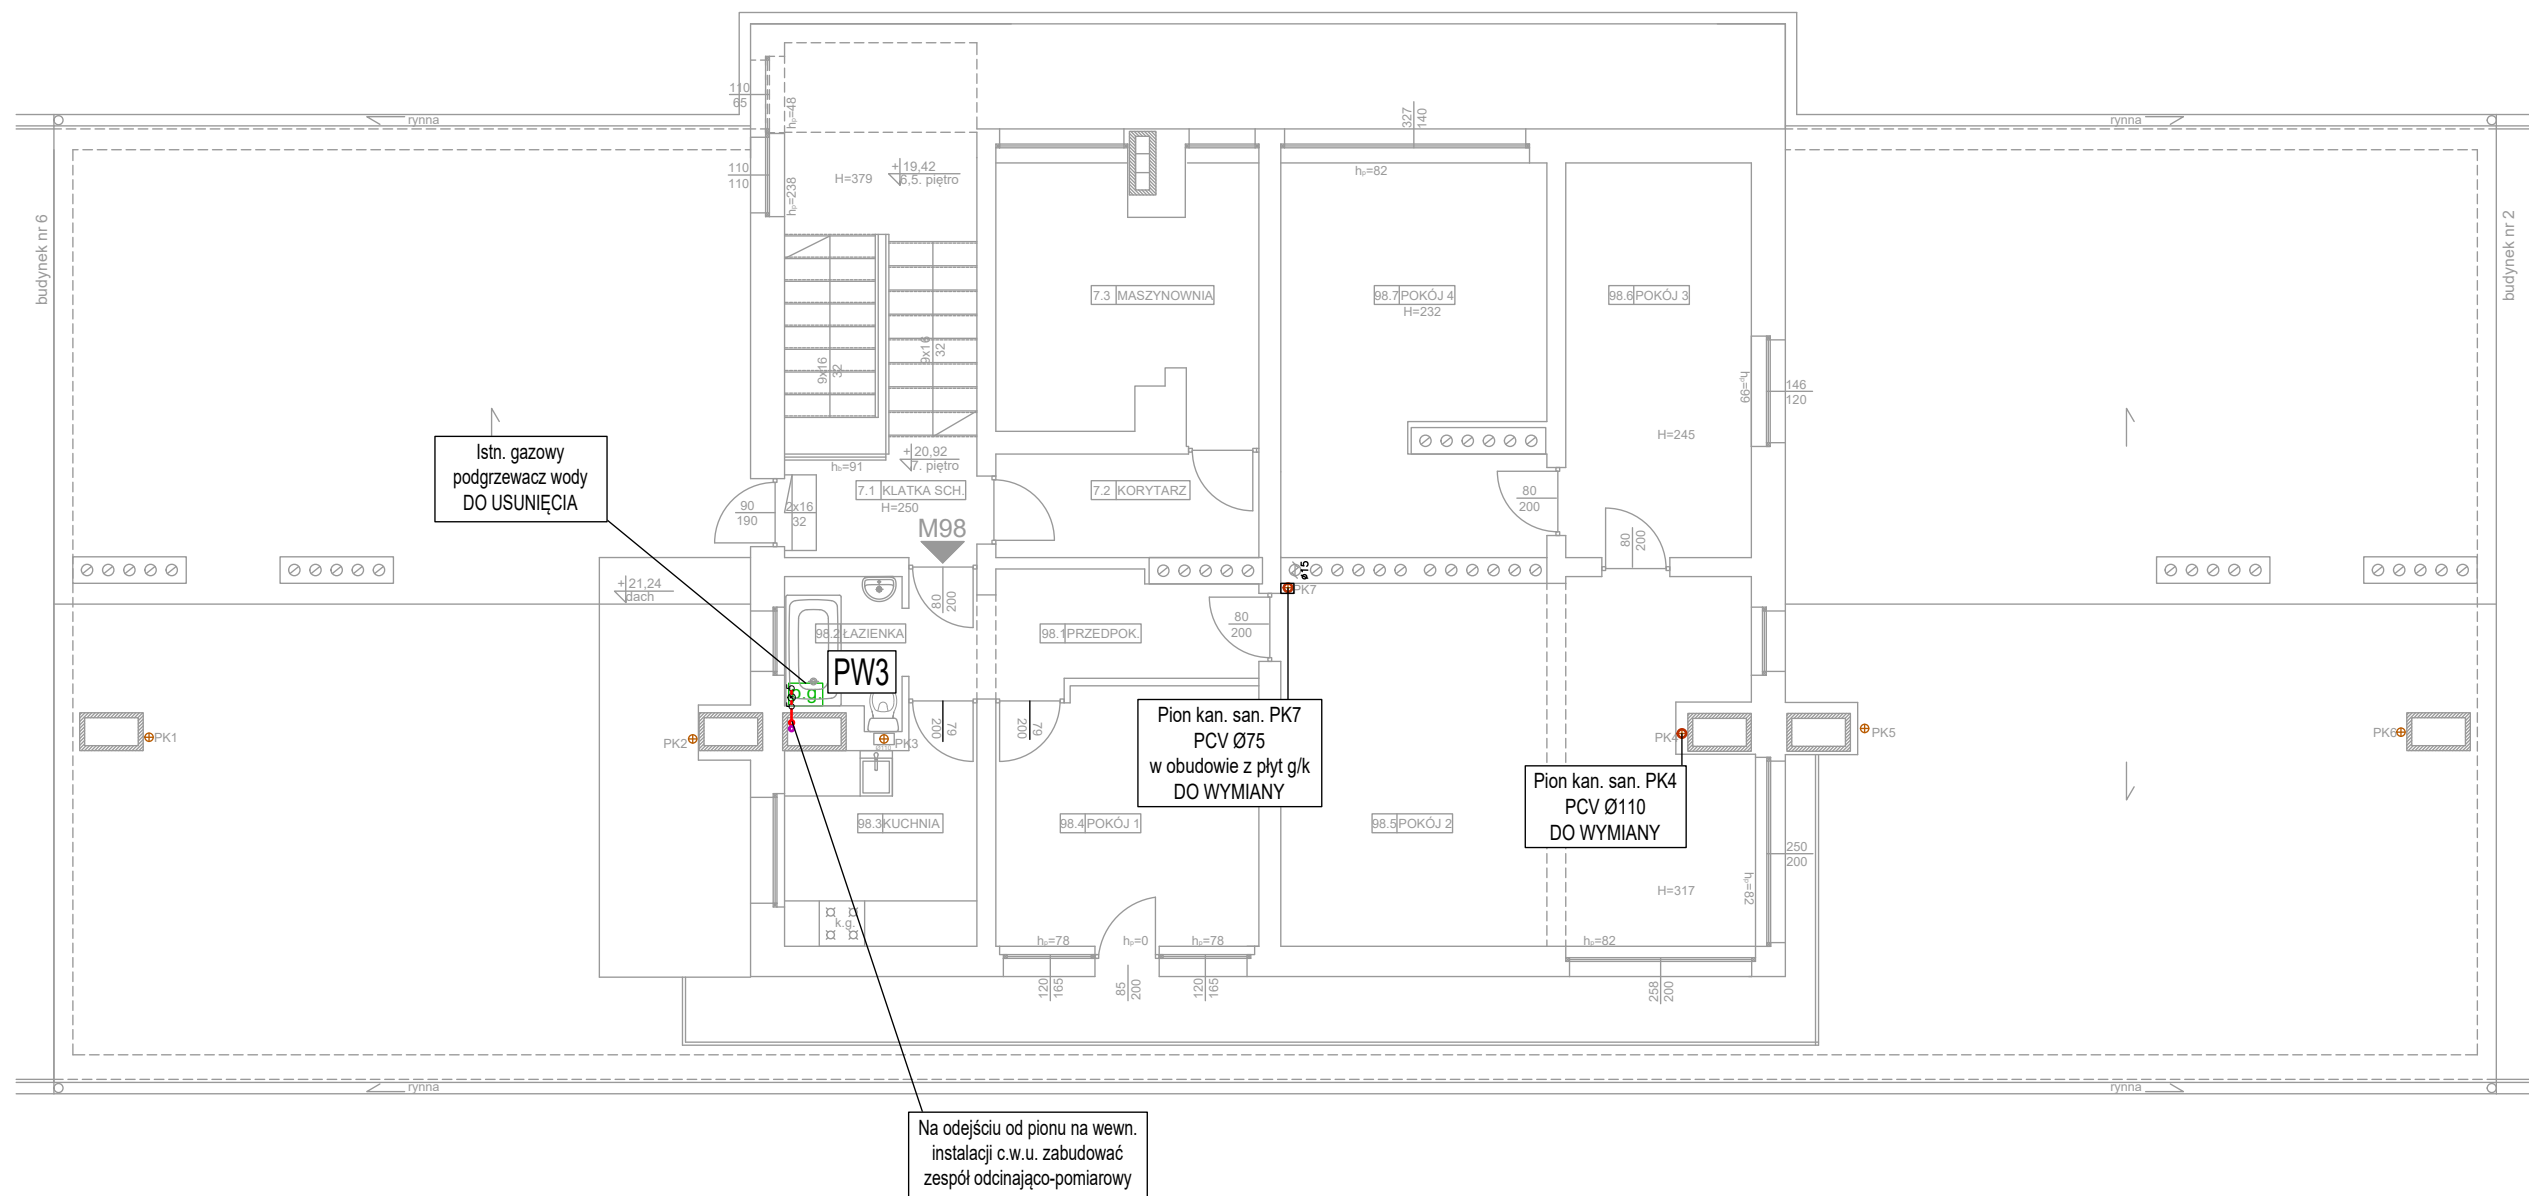 110
65
hₚ=48
rynna
327
140
rynna
110
110
hₚ=238
H=379
+19,42
6,5. piętro
hₚ=82
budynek nr 6
budynek nr 2
7.3 MASZYNOWNIA
98.7 POKÓJ 4
H=232
98.6 POKÓJ 3
9x16
32
9x16
32
hₚ=99
146
120
H=245
Istn. gazowy
podgrzewacz wody
DO USUNIĘCIA
+20,92
7. piętro
hₚ=91
7.1 KLATKA SCH.
H=250
7.2 KORYTARZ
90
190
2x16
32
80
200
M98
80
200
+21,24
dach
ø15
PK7
80
200
80
200
98.2 ŁAZIENKA
98.1 PRZEDPOK.
PW3
p.g.
PK1
PK2
PK3
79
200
79
200
Pion kan. san. PK7
PCV Ø75
w obudowie z płyt g/k
DO WYMIANY
PK4
PK5
PK6
Pion kan. san. PK4
PCV Ø110
DO WYMIANY
98.3 KUCHNIA
98.4 POKÓJ 1
98.5 POKÓJ 2
250
200
hₚ=82
H=317
k.g.
hₚ=78
hₚ=0
hₚ=78
hₚ=82
120
165
85
200
120
165
258
200
rynna
rynna
Na odejściu od pionu na wewn.
instalacji c.w.u. zabudować
zespół odcinająco-pomiarowy